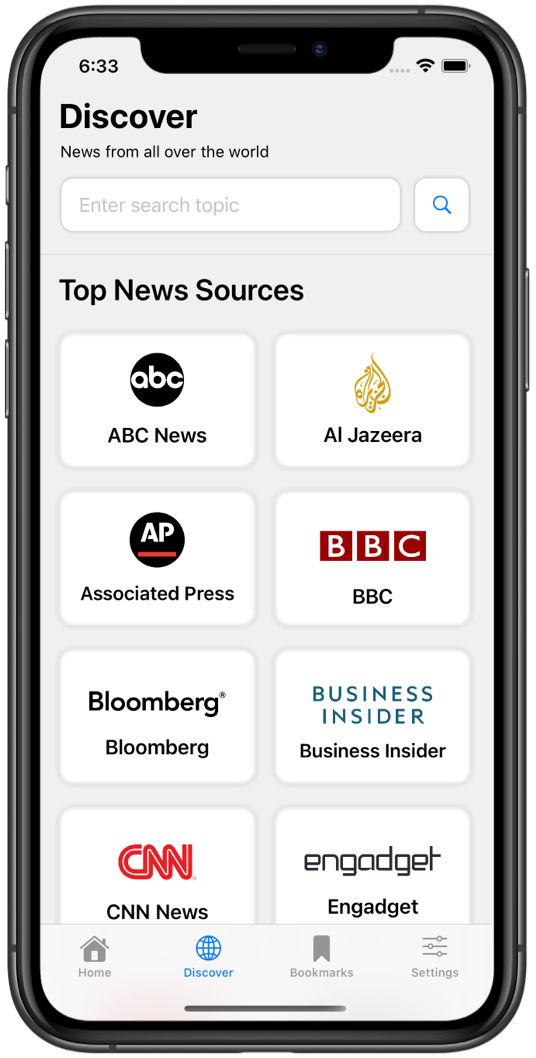 6:33
Discover
News from all over the world
Enter search topic
Top News Sources
abc
ABC News
Al Jazeera
AP
Associated Press
BBC
BBC
Bloomberg®
Bloomberg
BUSINESS
INSIDER
Business Insider
CNN
CNN News
engadget
Engadget
Home
Discover
Bookmarks
Settings